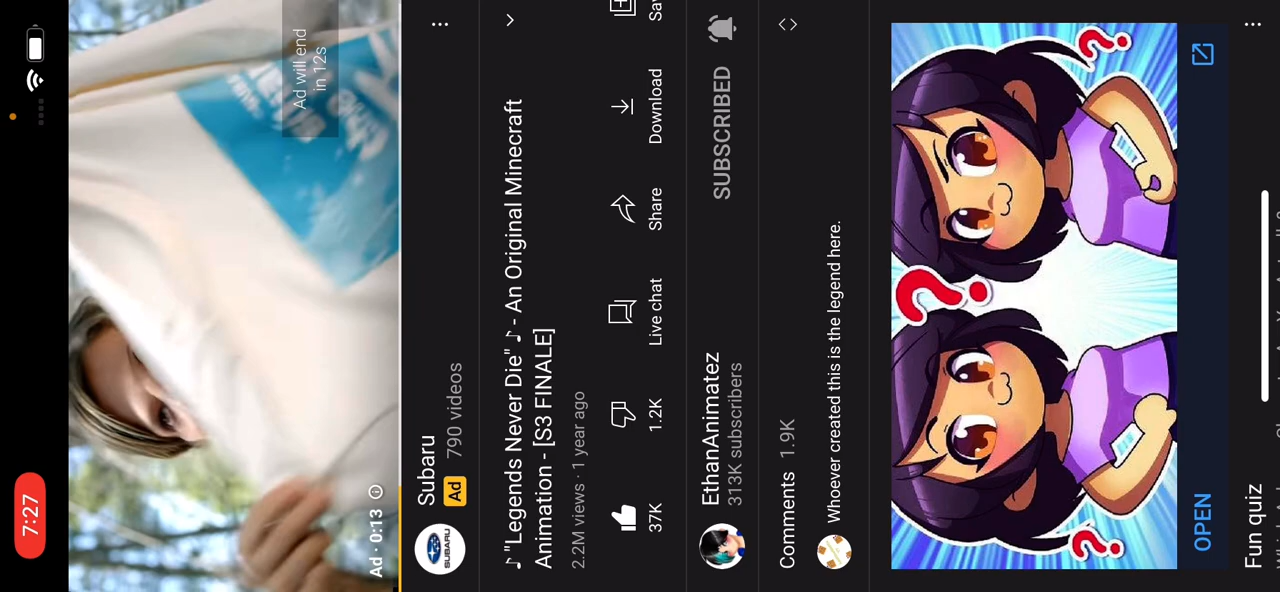 7:27
Ad will end
in 12s
Ad · 0:13
SUBARU
Subaru
Ad 790 videos
♪ "Legends Never Die" ♪ - An Original Minecraft
Animation - [S3 FINALE]
2.2M views · 1 year ago
37K
1.2K
Live chat
Share
Download
EthanAnimatez
313K subscribers
SUBSCRIBED
Comments 1.9K
Whoever created this is the legend here.
? ? ?
OPEN
Fun quiz